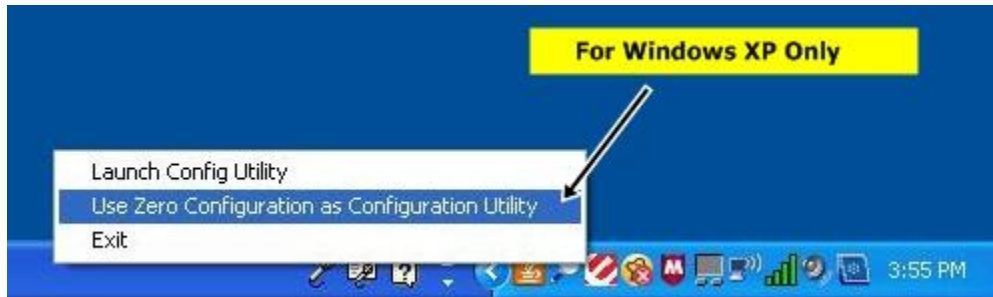 For Windows XP Only
Launch Config Utility
Use Zero Configuration as Configuration Utility
Exit
3:55 PM